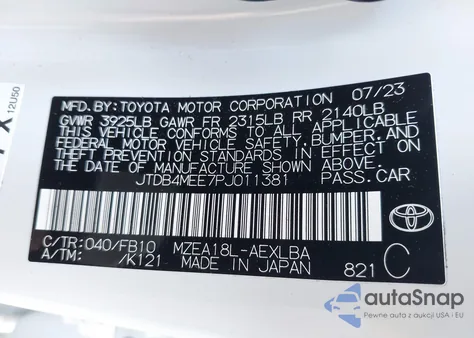 MFD.BY:TOYOTA MOTOR CORPORATION 07/23
GVWR 3925LB GAWR FR 2315LB RR 2140LB
THIS VEHICLE CONFORMS TO ALL APPLICABLE
FEDERAL MOTOR VEHICLE SAFETY,BUMPER,AND
THEFT PREVENTION STANDARDS IN EFFECT ON
THE DATE OF MANUFACTURE SHOWN ABOVE.
JTDB4MEE7PJ011381 PASS.CAR
C/TR:040/FB10 MZEA18L-AEXLBA
A/TM: /K121 MADE IN JAPAN 821 C
TOYOTA
12U50
autoSnap
Pewne auta z aukcji USA i EU